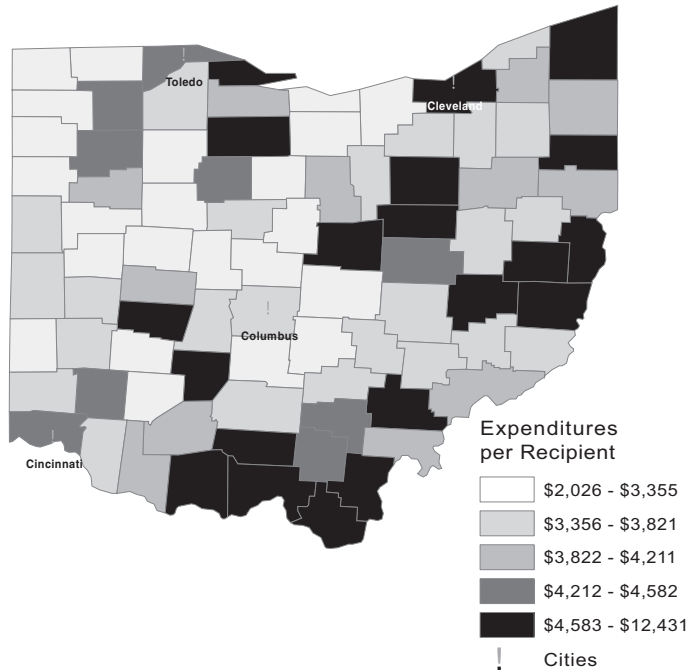 Toledo
Cleveland
Columbus
Cincinnati
Expenditures
per Recipient
$2,026 - $3,355
$3,356 - $3,821
$3,822 - $4,211
$4,212 - $4,582
$4,583 - $12,431
! Cities